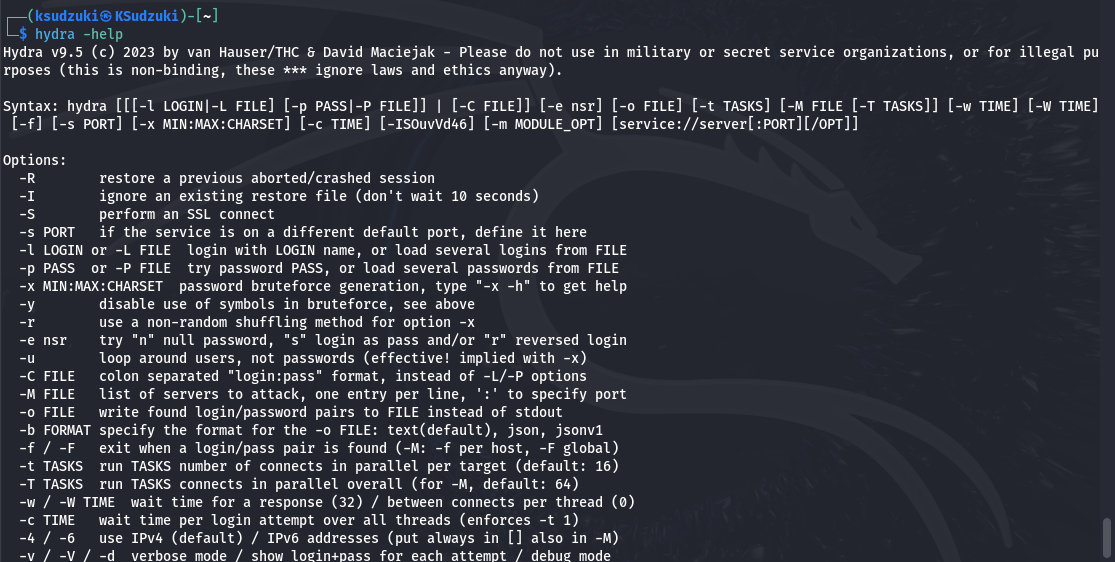 (ksudzuki㉿KSudzuki)-[~]
$ hydra -help
Hydra v9.5 (c) 2023 by van Hauser/THC & David Maciejak - Please do not use in military or secret service organizations, or for illegal pu
rposes (this is non-binding, these *** ignore laws and ethics anyway).

Syntax: hydra [[[-l LOGIN|-L FILE] [-p PASS|-P FILE]] | [-C FILE]] [-e nsr] [-o FILE] [-t TASKS] [-M FILE [-T TASKS]] [-w TIME] [-W TIME]
 [-f] [-s PORT] [-x MIN:MAX:CHARSET] [-c TIME] [-ISOuvVd46] [-m MODULE_OPT] [service://server[:PORT][/OPT]]

Options:
  -R        restore a previous aborted/crashed session
  -I        ignore an existing restore file (don't wait 10 seconds)
  -S        perform an SSL connect
  -s PORT   if the service is on a different default port, define it here
  -l LOGIN or -L FILE  login with LOGIN name, or load several logins from FILE
  -p PASS  or -P FILE  try password PASS, or load several passwords from FILE
  -x MIN:MAX:CHARSET  password bruteforce generation, type "-x -h" to get help
  -y        disable use of symbols in bruteforce, see above
  -r        use a non-random shuffling method for option -x
  -e nsr    try "n" null password, "s" login as pass and/or "r" reversed login
  -u        loop around users, not passwords (effective! implied with -x)
  -C FILE   colon separated "login:pass" format, instead of -L/-P options
  -M FILE   list of servers to attack, one entry per line, ':' to specify port
  -o FILE   write found login/password pairs to FILE instead of stdout
  -b FORMAT specify the format for the -o FILE: text(default), json, jsonv1
  -f / -F   exit when a login/pass pair is found (-M: -f per host, -F global)
  -t TASKS  run TASKS number of connects in parallel per target (default: 16)
  -T TASKS  run TASKS connects in parallel overall (for -M, default: 64)
  -w / -W TIME  wait time for a response (32) / between connects per thread (0)
  -c TIME   wait time per login attempt over all threads (enforces -t 1)
  -4 / -6   use IPv4 (default) / IPv6 addresses (put always in [] also in -M)
  -v / -V / -d  verbose mode / show login+pass for each attempt / debug mode